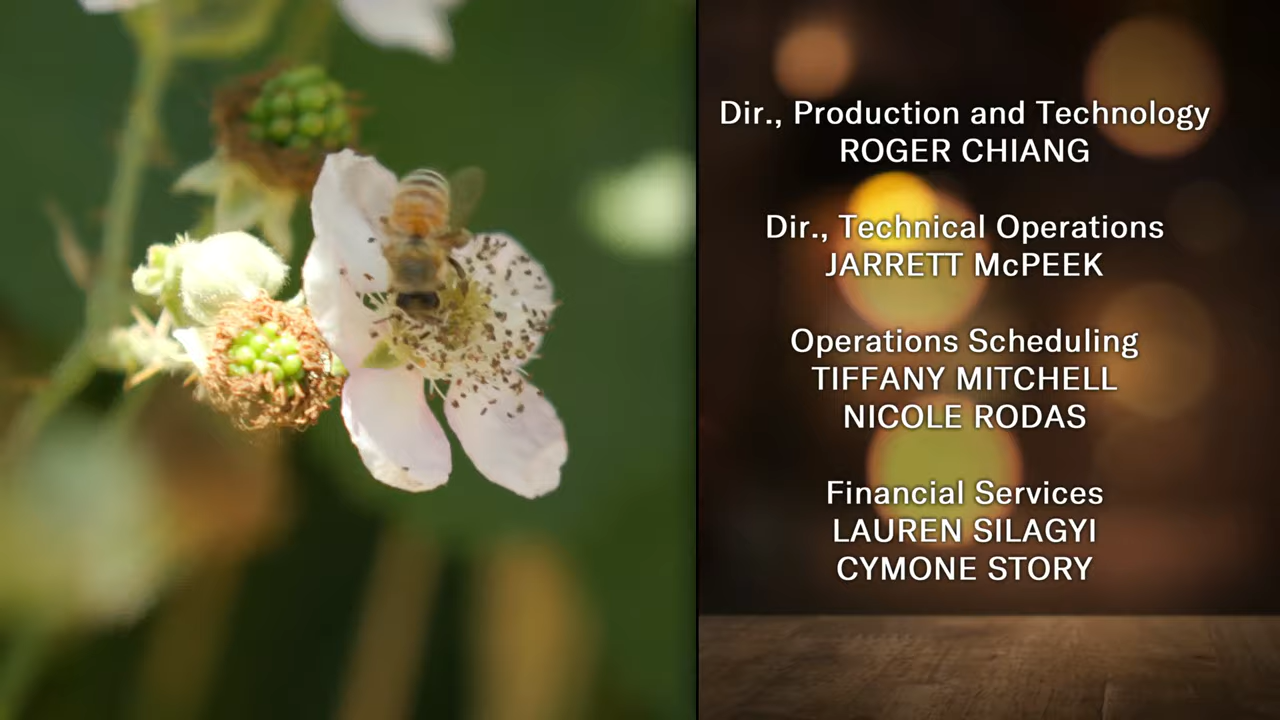 Dir., Production and Technology
ROGER CHIANG
Dir., Technical Operations
JARRETT McPEEK
Operations Scheduling
TIFFANY MITCHELL
NICOLE RODAS
Financial Services
LAUREN SILAGYI
CYMONE STORY